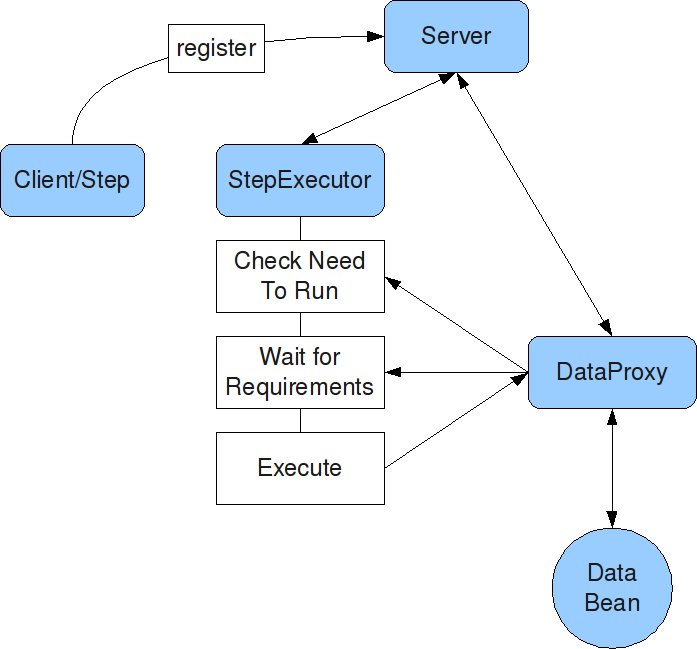 Server
register
Client/Step
StepExecutor
Check Need
To Run
Wait for
Requirements
DataProxy
Execute
Data
Bean